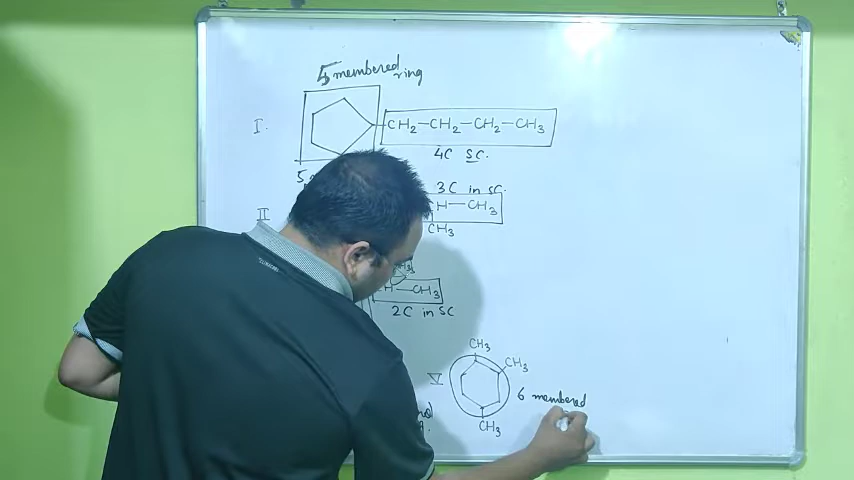 5 membered ring
I. CH2-CH2-CH2-CH3
4C SC.
5
3C in SC.
II H-CH3
CH3
H-CH3
2C in SC
CH3
V CH3
6 membered
CH3